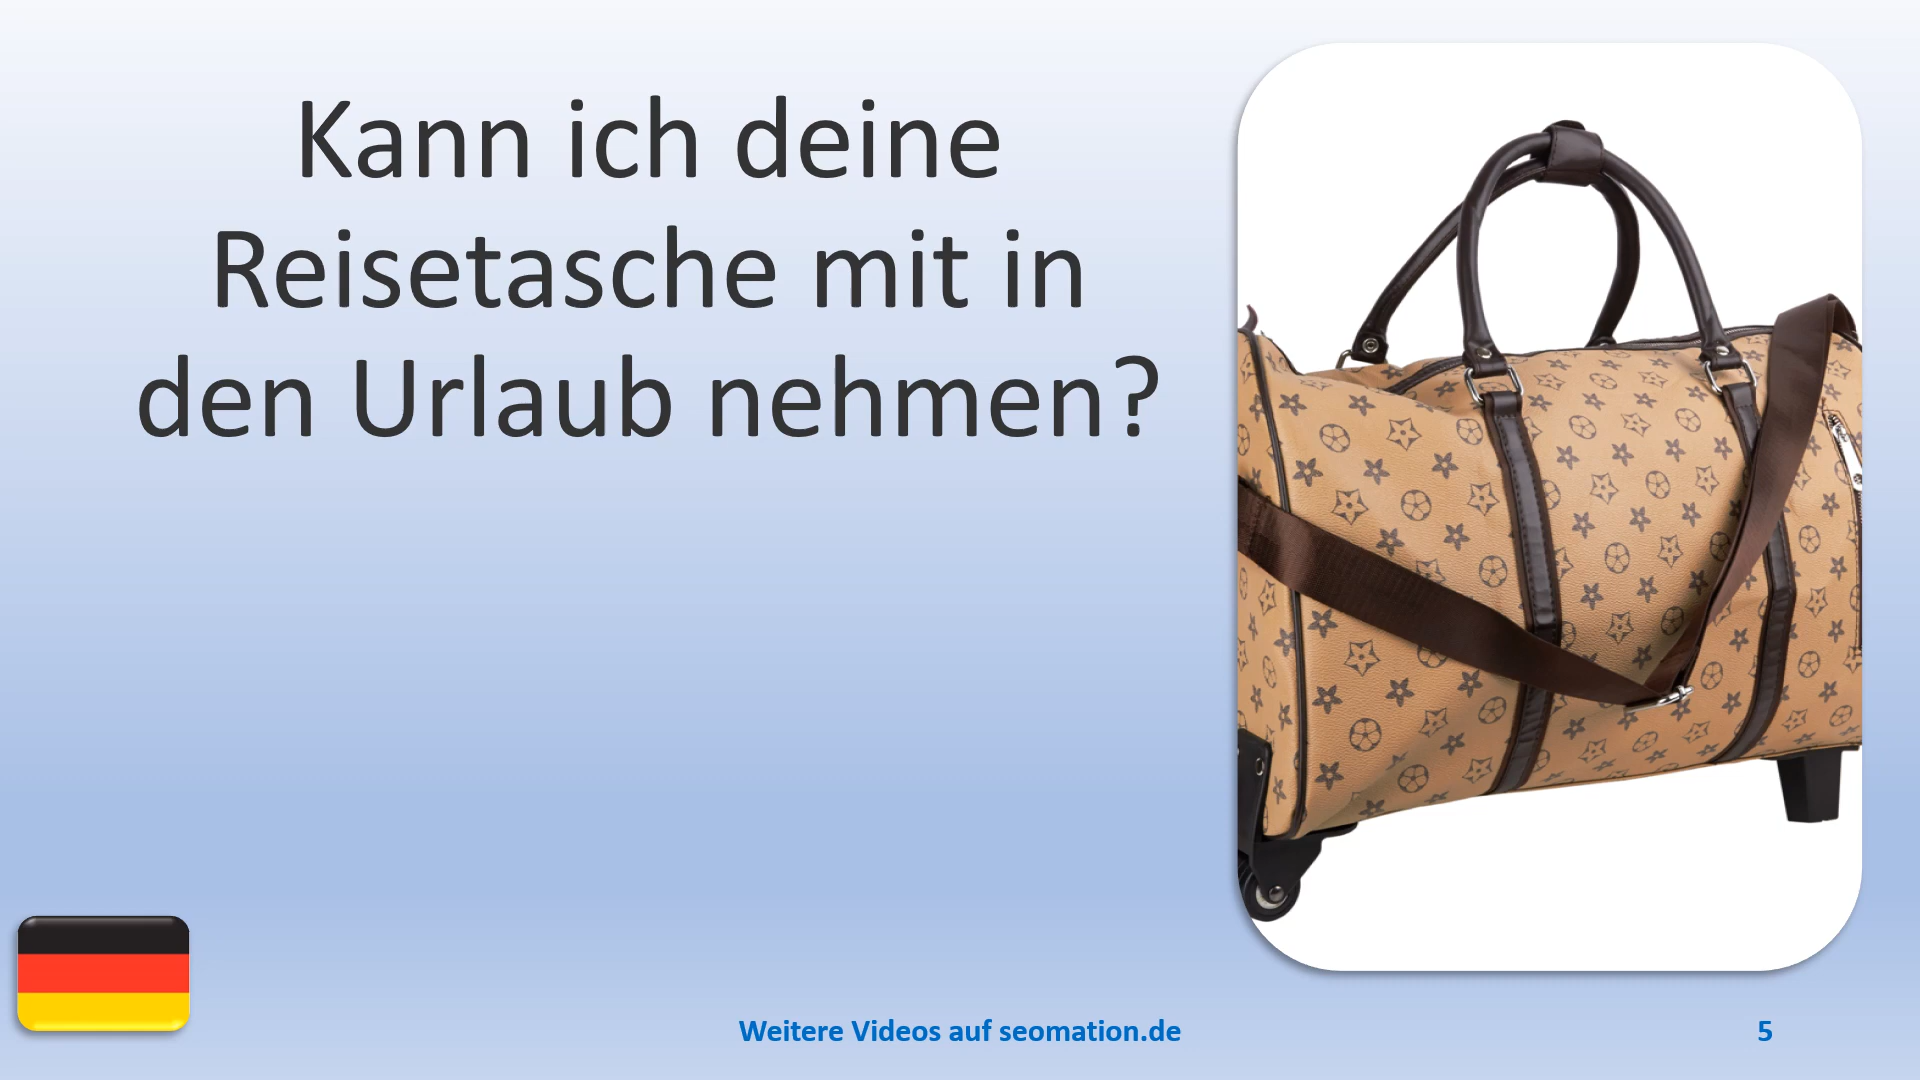 Kann ich deine
Reisetasche mit in
den Urlaub nehmen?
Weitere Videos auf seomation.de
5